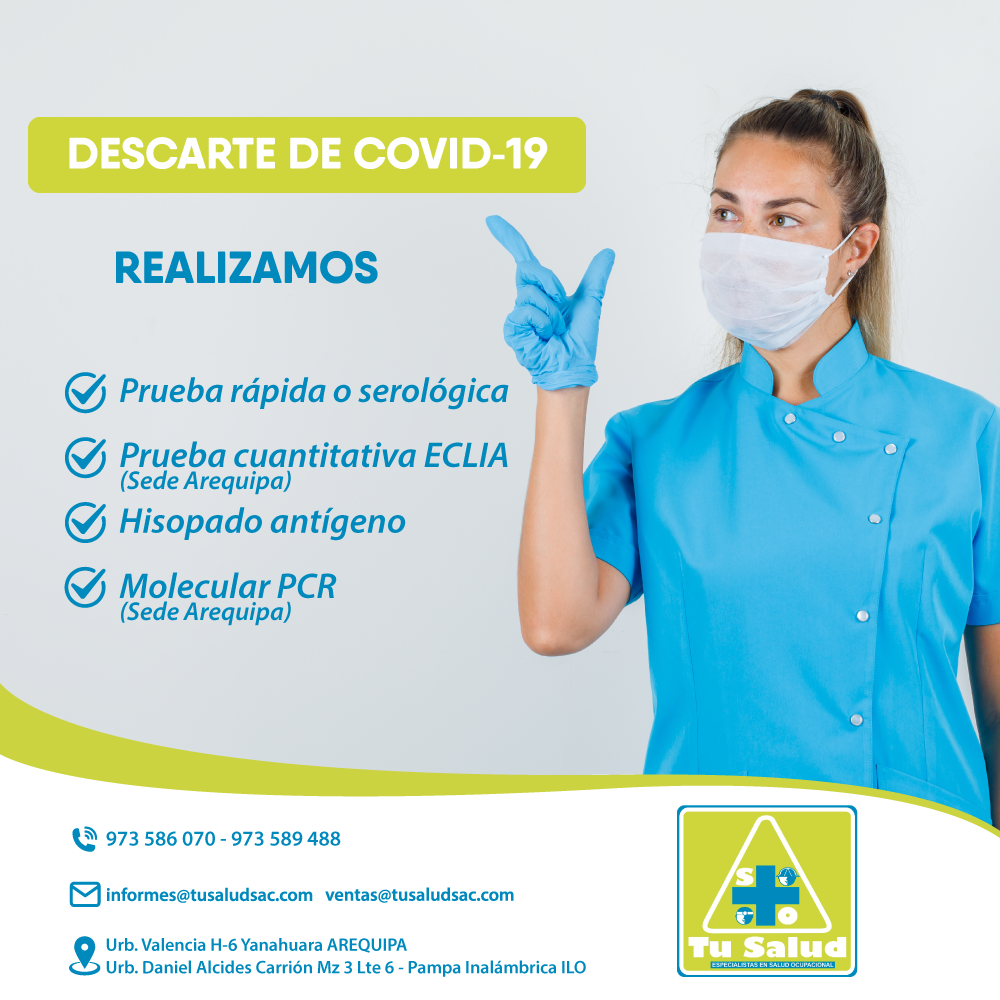 DESCARTE DE COVID-19
REALIZAMOS
Prueba rápida o serológica
Prueba cuantitativa ECLIA
(Sede Arequipa)
Hisopado antígeno
Molecular PCR
(Sede Arequipa)
973 586 070 - 973 589 488
informes@tusaludsac.com ventas@tusaludsac.com
Urb. Valencia H-6 Yanahuara AREQUIPA
Urb. Daniel Alcides Carrión Mz 3 Lte 6 - Pampa Inalámbrica ILO
S
O
Tu Salud
ESPECIALISTAS EN SALUD OCUPACIONAL